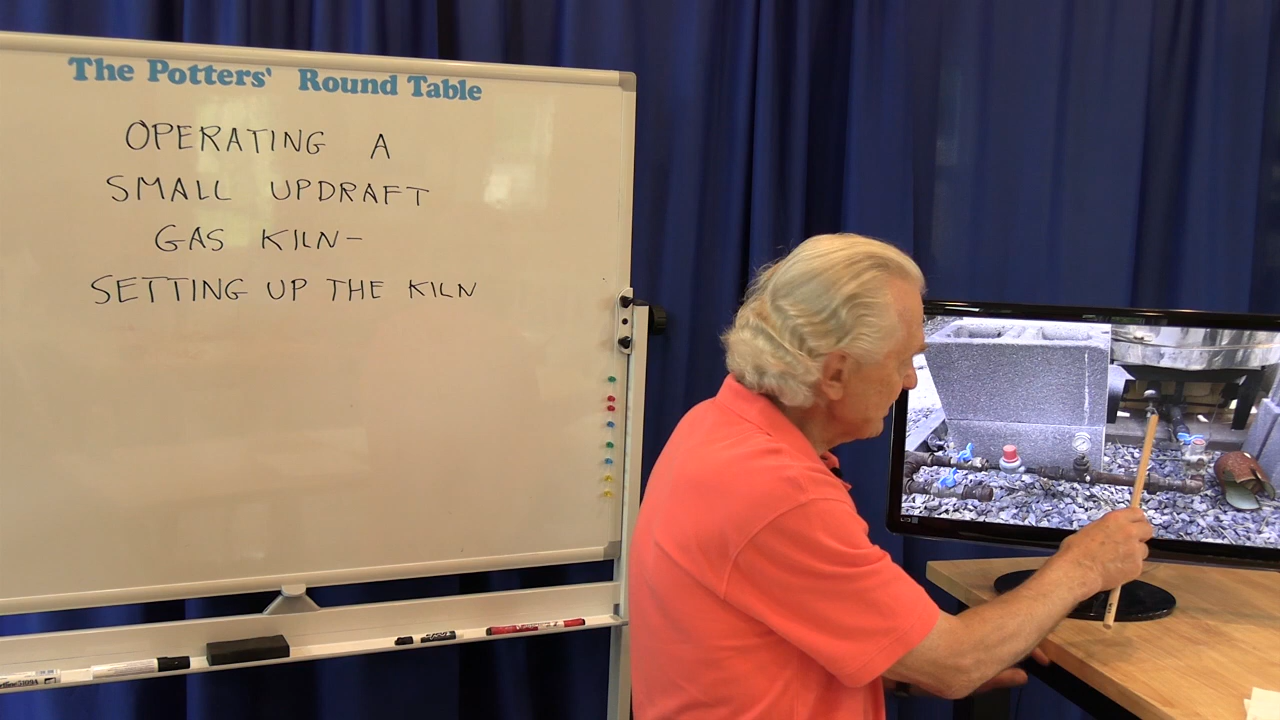 The Potters' Round Table
OPERATING A
SMALL UPDRAFT
GAS KILN-
SETTING UP THE KILN